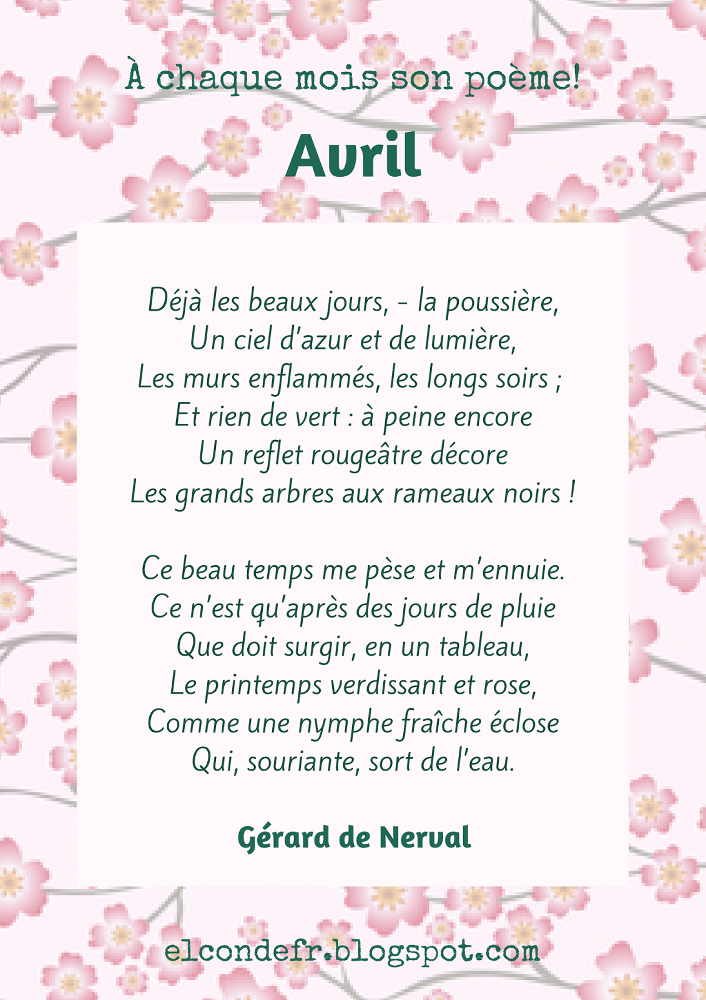 À chaque mois son poème!
Avril
Déjà les beaux jours, - la poussière,
Un ciel d'azur et de lumière,
Les murs enflammés, les longs soirs ;
Et rien de vert : à peine encore
Un reflet rougeâtre décore
Les grands arbres aux rameaux noirs !
Ce beau temps me pèse et m'ennuie.
Ce n'est qu'après des jours de pluie
Que doit surgir, en un tableau,
Le printemps verdissant et rose,
Comme une nymphe fraîche éclose
Qui, souriante, sort de l'eau.
Gérard de Nerval
elcondefr.blogspot.com